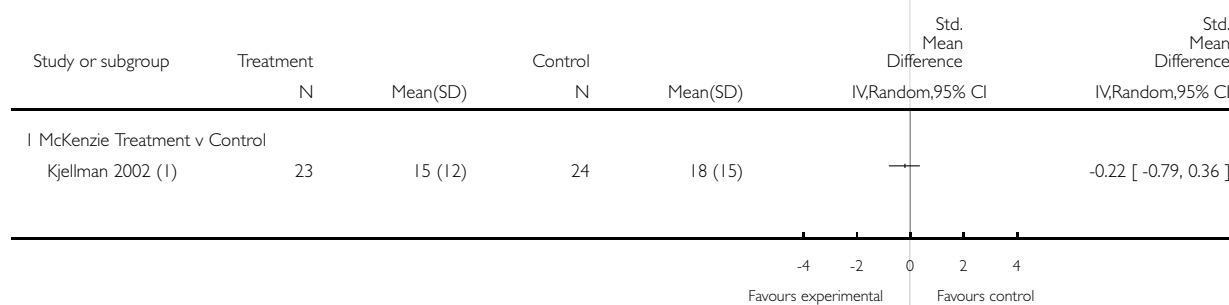 Std.
Mean
Difference
Std.
Mean
Difference
Study or subgroup Treatment Control
N Mean(SD) N Mean(SD) IV,Random,95% CI IV,Random,95% CI
1 McKenzie Treatment v Control
Kjellman 2002 (1) 23 15 (12) 24 18 (15) -0.22 [ -0.79, 0.36 ]
-4 -2 0 2 4
Favours experimental Favours control